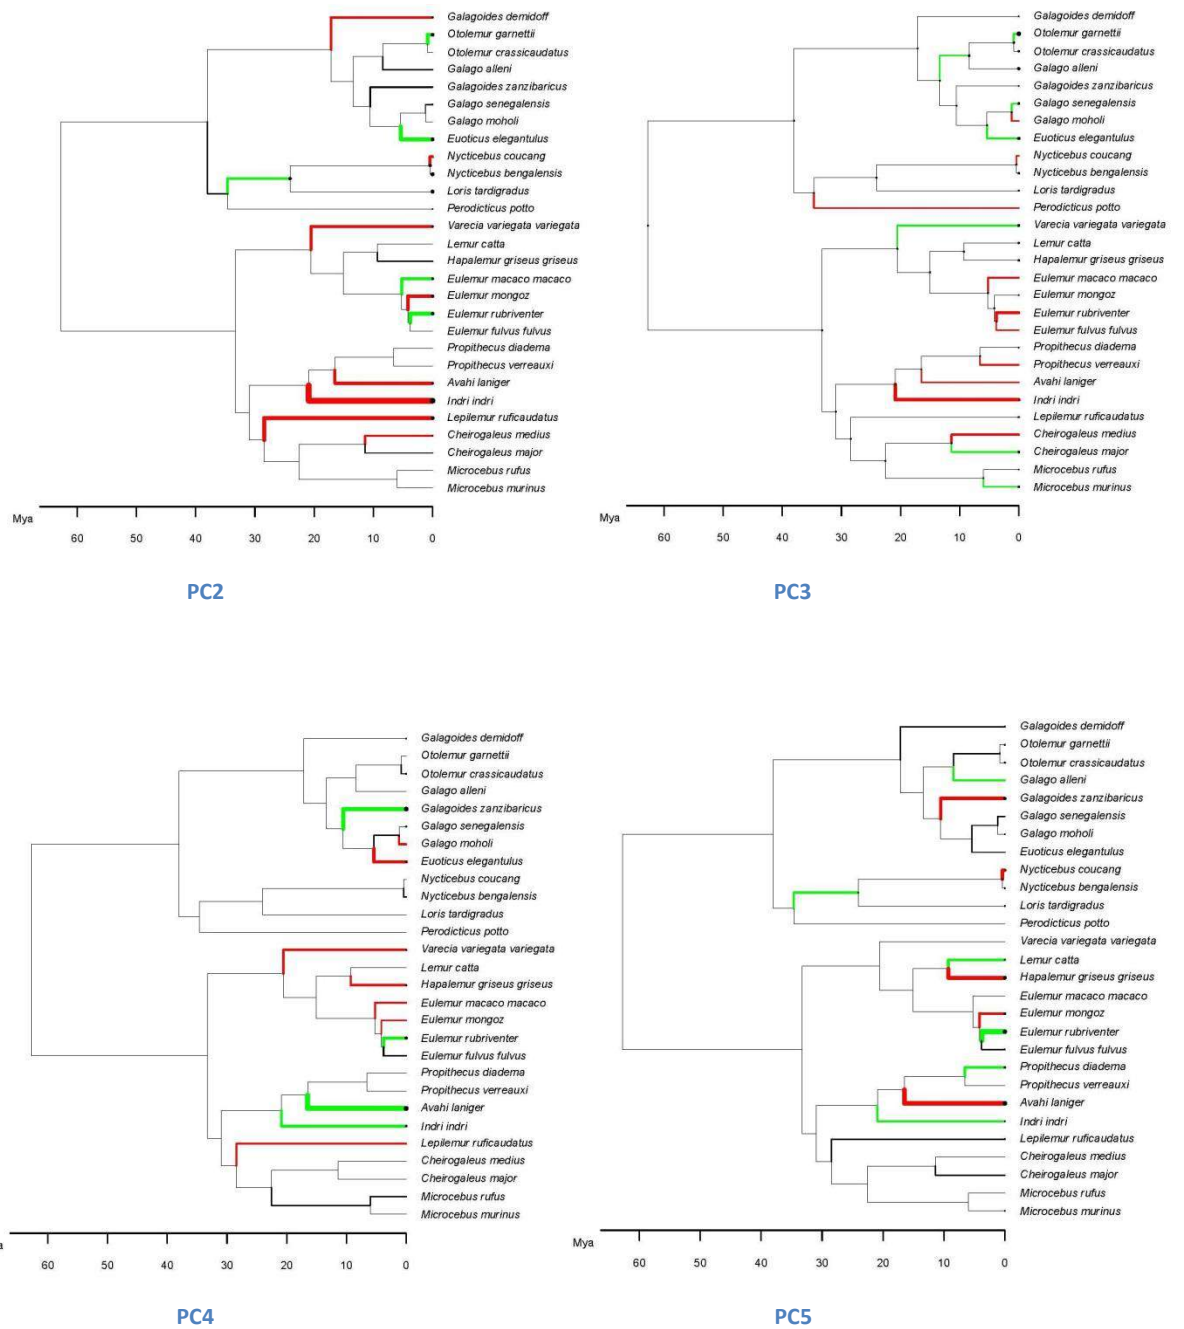 Galagoides demidoff
Otolemur garnettii
Otolemur crassicaudatus
Galago alleni
Galagoides zanzibaricus
Galago senegalensis
Galago moholi
Euoticus elegantulus
Nycticebus coucang
Nycticebus bengalensis
Loris tardigradus
Perodicticus potto
Varecia variegata variegata
Lemur catta
Hapalemur griseus griseus
Eulemur macaco macaco
Eulemur mongoz
Eulemur rubriventer
Eulemur fulvus fulvus
Propithecus diadema
Propithecus verreauxi
Avahi laniger
Indri indri
Lepilemur ruficaudatus
Cheirogaleus medius
Cheirogaleus major
Microcebus rufus
Microcebus murinus
Mya
60 50 40 30 20 10 0
PC2
Galagoides demidoff
Otolemur garnettii
Otolemur crassicaudatus
Galago alleni
Galagoides zanzibaricus
Galago senegalensis
Galago moholi
Euoticus elegantulus
Nycticebus coucang
Nycticebus bengalensis
Loris tardigradus
Perodicticus potto
Varecia variegata variegata
Lemur catta
Hapalemur griseus griseus
Eulemur macaco macaco
Eulemur mongoz
Eulemur rubriventer
Eulemur fulvus fulvus
Propithecus diadema
Propithecus verreauxi
Avahi laniger
Indri indri
Lepilemur ruficaudatus
Cheirogaleus medius
Cheirogaleus major
Microcebus rufus
Microcebus murinus
Mya
60 50 40 30 20 10 0
PC3
Galagoides demidoff
Otolemur garnettii
Otolemur crassicaudatus
Galago alleni
Galagoides zanzibaricus
Galago senegalensis
Galago moholi
Euoticus elegantulus
Nycticebus coucang
Nycticebus bengalensis
Loris tardigradus
Perodicticus potto
Varecia variegata variegata
Lemur catta
Hapalemur griseus griseus
Eulemur macaco macaco
Eulemur mongoz
Eulemur rubriventer
Eulemur fulvus fulvus
Propithecus diadema
Propithecus verreauxi
Avahi laniger
Indri indri
Lepilemur ruficaudatus
Cheirogaleus medius
Cheirogaleus major
Microcebus rufus
Microcebus murinus
a
60 50 40 30 20 10 0
PC4
Galagoides demidoff
Otolemur garnettii
Otolemur crassicaudatus
Galago alleni
Galagoides zanzibaricus
Galago senegalensis
Galago moholi
Euoticus elegantulus
Nycticebus coucang
Nycticebus bengalensis
Loris tardigradus
Perodicticus potto
Varecia variegata variegata
Lemur catta
Hapalemur griseus griseus
Eulemur macaco macaco
Eulemur mongoz
Eulemur rubriventer
Eulemur fulvus fulvus
Propithecus diadema
Propithecus verreauxi
Avahi laniger
Indri indri
Lepilemur ruficaudatus
Cheirogaleus medius
Cheirogaleus major
Microcebus rufus
Microcebus murinus
Mya
60 50 40 30 20 10 0
PC5